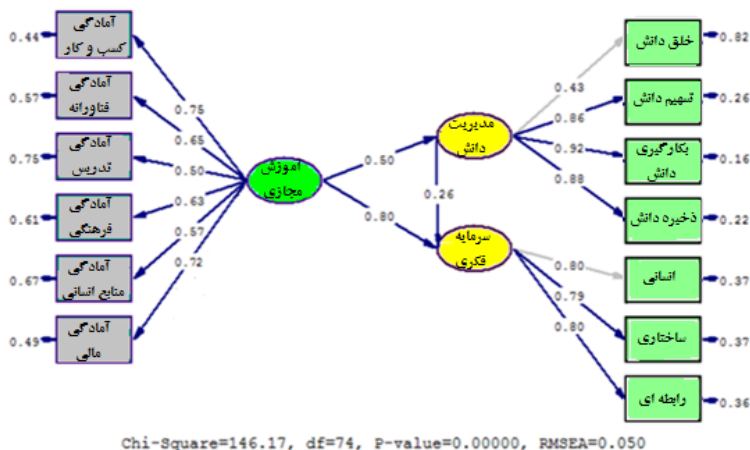 0.44
آمادگی
کسب و کار
0.57
آمادگی
فناورانه
0.75
آمادگی
تدریس
0.61
آمادگی
فرهنگی
0.67
آمادگی
منابع انسانی
0.49
آمادگی
مالی
0.75
0.65
0.50
0.63
0.57
0.72
آموزش
مجازی
0.50
0.80
مدیریت
دانش
0.26
سرمایه
فکری
0.43
0.86
0.92
0.88
0.80
0.79
0.80
خلق دانش
0.82
تسهیم دانش
0.26
بکارگیری
دانش
0.16
ذخیره دانش
0.22
انسانی
0.37
ساختاری
0.37
رابطه ای
0.36
Chi-Square=146.17, df=74, P-value=0.00000, RMSEA=0.050